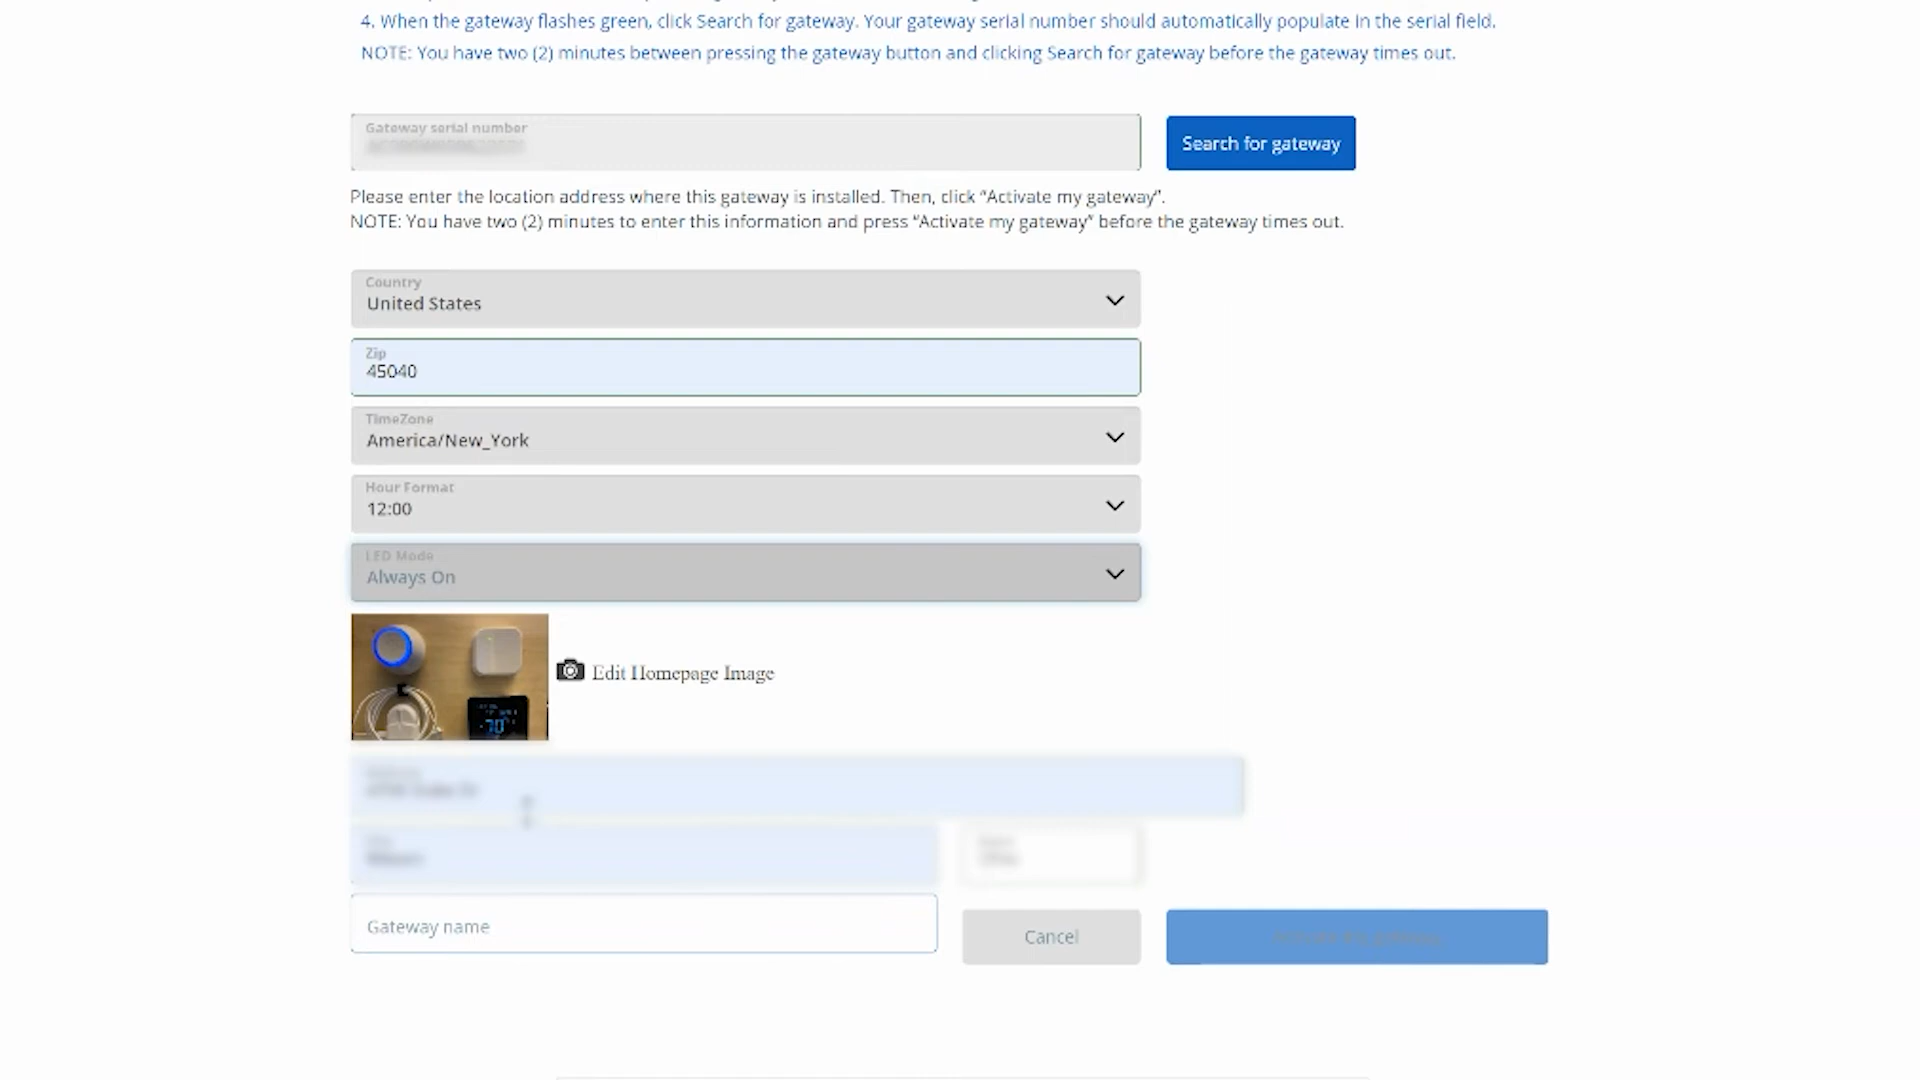 4. When the gateway flashes green, click Search for gateway. Your gateway serial number should automatically populate in the serial field.
NOTE: You have two (2) minutes between pressing the gateway button and clicking Search for gateway before the gateway times out.
Gateway serial number
Search for gateway
Please enter the location address where this gateway is installed. Then, click “Activate my gateway”.
NOTE: You have two (2) minutes to enter this information and press “Activate my gateway” before the gateway times out.
Country
United States
Zip
45040
TimeZone
America/New_York
Hour Format
12:00
LED Mode
Always On
70
Edit Homepage Image
Gateway name
Cancel